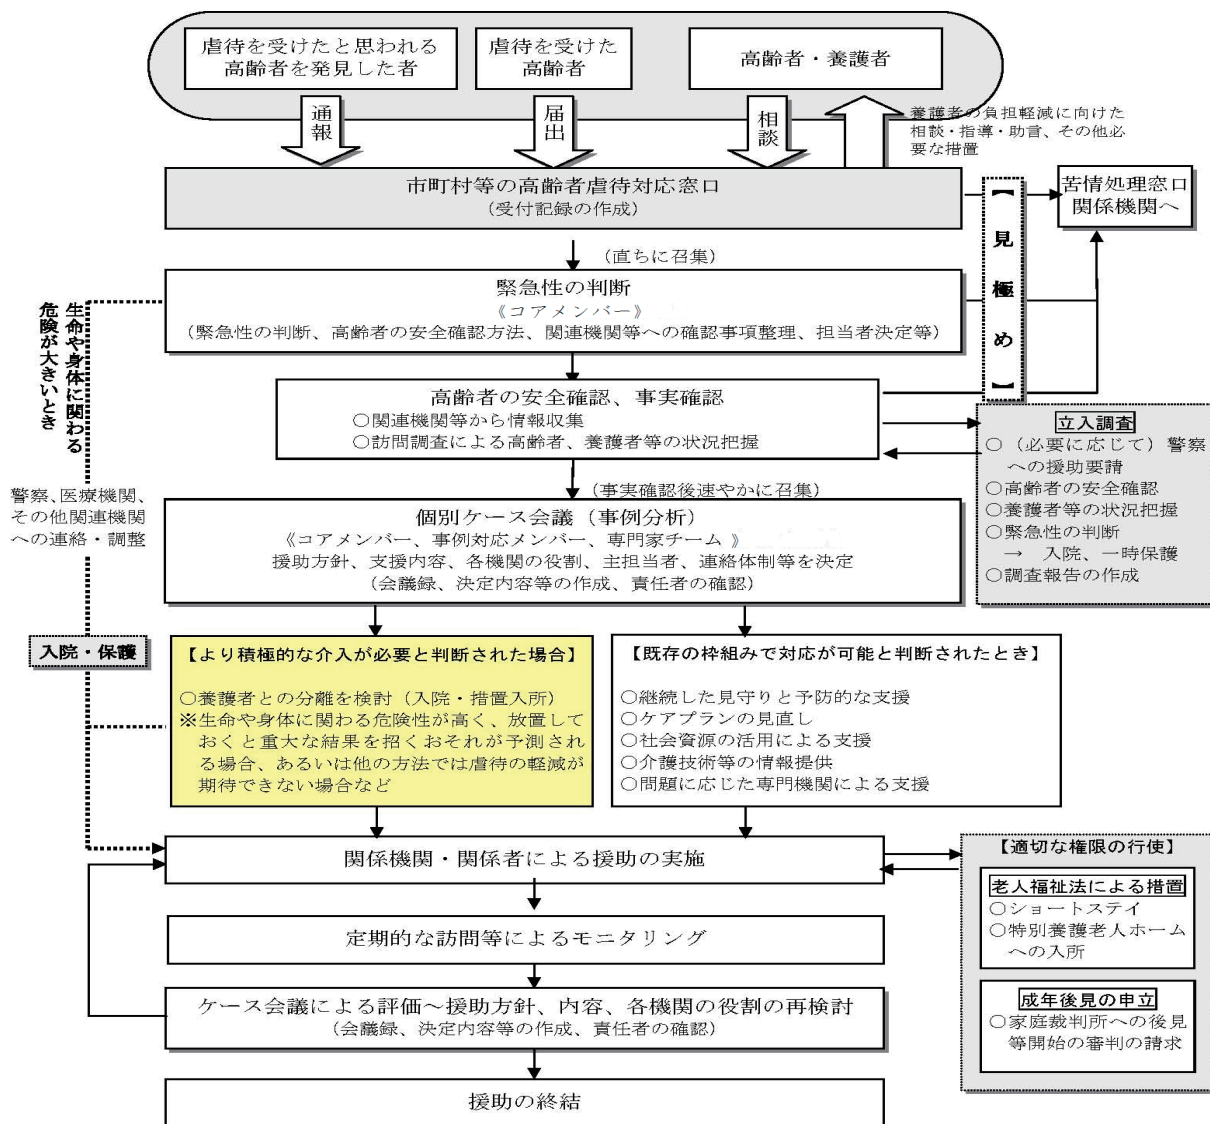 虐待を受けたと思われる
高齢者を発見した者
虐待を受けた
高齢者
高齢者・養護者
通報
届出
相談
養護者の負担軽減に向けた
相談・指導・助言、その他必
要な措置
市町村等の高齢者虐待対応窓口
（受付記録の作成）
【見極め】
苦情処理窓口
関係機関へ
（直ちに召集）
緊急性の判断
《コアメンバー》
（緊急性の判断、高齢者の安全確認方法、関連機関等への確認事項整理、担当者決定等）
生命や身体に関わる
危険が大きいとき
高齢者の安全確認、事実確認
○関連機関等から情報収集
○訪問調査による高齢者、養護者等の状況把握
立入調査
○（必要に応じて）警察
への援助要請
○高齢者の安全確認
○養護者等の状況把握
○緊急性の判断
→ 入院、一時保護
○調査報告の作成
（事実確認後速やかに召集）
警察、医療機関、
その他関連機関
への連絡・調整
個別ケース会議（事例分析）
《コアメンバー、事例対応メンバー、専門家チーム 》
援助方針、支援内容、各機関の役割、主担当者、連絡体制等を決定
（会議録、決定内容等の作成、責任者の確認）
入院・保護
【より積極的な介入が必要と判断された場合】
○養護者との分離を検討（入院・措置入所）
※生命や身体に関わる危険性が高く、放置して
おくと重大な結果を招くおそれが予測され
る場合、あるいは他の方法では虐待の軽減が
期待できない場合など
【既存の枠組みで対応が可能と判断されたとき】
○継続した見守りと予防的な支援
○ケアプランの見直し
○社会資源の活用による支援
○介護技術等の情報提供
○問題に応じた専門機関による支援
関係機関・関係者による援助の実施
【適切な権限の行使】
老人福祉法による措置
○ショートステイ
○特別養護老人ホーム
への入所
成年後見の申立
○家庭裁判所への後見
等開始の審判の請求
定期的な訪問等によるモニタリング
ケース会議による評価～援助方針、内容、各機関の役割の再検討
（会議録、決定内容等の作成、責任者の確認）
援助の終結